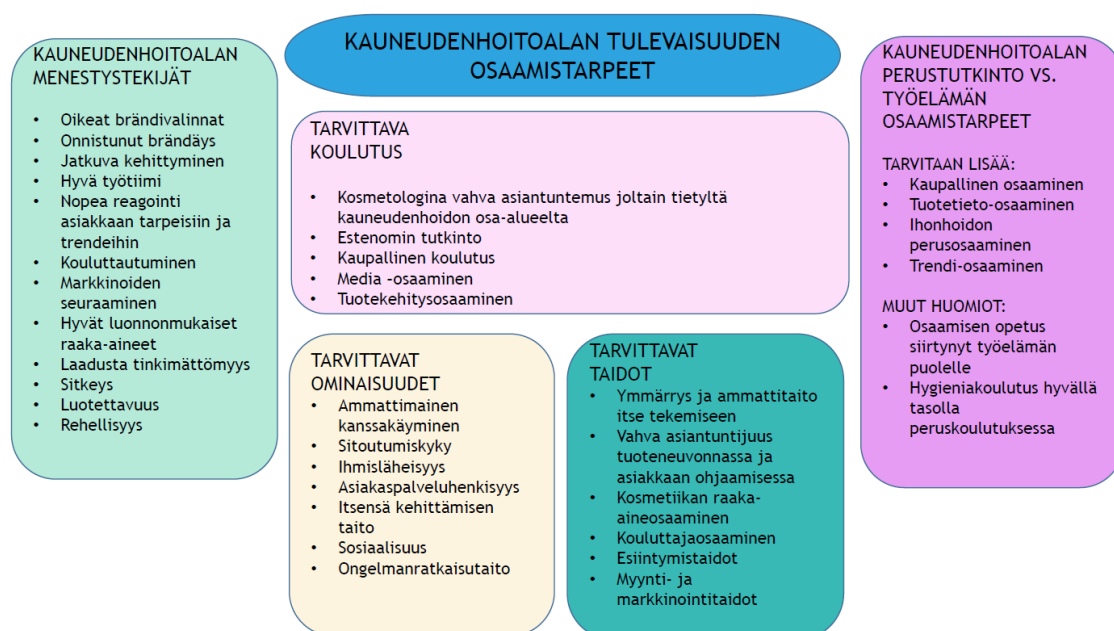 KAUNEUDENHOITOALAN TULEVAISUUDEN
OSAAMISTARPEET
KAUNEUDENHOITOALAN
MENESTYSTEKIJÄT
• Oikeat brändivalinnat
• Onnistunut brändäys
• Jatkuva kehittyminen
• Hyvä työtiimi
• Nopea reagointi
asiakkaan tarpeisiin ja
trendeihin
• Kouluttautuminen
• Markkinoiden
seuraaminen
• Hyvät luonnonmukaiset
raaka-aineet
• Laadusta tinkimättömyys
• Sitkeys
• Luotettavuus
• Rehellisyys
TARVITTAVA
KOULUTUS
• Kosmetologina vahva asiantuntemus joltain tietyltä
kauneudenhoidon osa-alueelta
• Estenomin tutkinto
• Kaupallinen koulutus
• Media –osaaminen
• Tuotekehitysosaaminen
TARVITTAVAT
OMINAISUUDET
• Ammattimainen
kanssakäyminen
• Sitoutumiskyky
• Ihmisläheisyys
• Asiakaspalveluhenkisyys
• Itsensä kehittämisen
taito
• Sosiaalisuus
• Ongelmanratkaisutaito
TARVITTAVAT
TAIDOT
• Ymmärrys ja ammattitaito
itse tekemiseen
• Vahva asiantuntijuus
tuoteneuvonnassa ja
asiakkaan ohjaamisessa
• Kosmetiikan raaka-
aineosaaminen
• Kouluttajaosaaminen
• Esiintymistaidot
• Myynti- ja
markkinointitaidot
KAUNEUDENHOITOALAN
PERUSTUTKINTO VS.
TYÖELÄMÄN
OSAAMISTARPEET
TARVITAAN LISÄÄ:
• Kaupallinen osaaminen
• Tuotetieto-osaaminen
• Ihonhoidon
perusosaaminen
• Trendi-osaaminen
MUUT HUOMIOT:
• Osaamisen opetus
siirtynyt työelämän
puolelle
• Hygieniakoulutus hyvällä
tasolla
peruskoulutuksessa